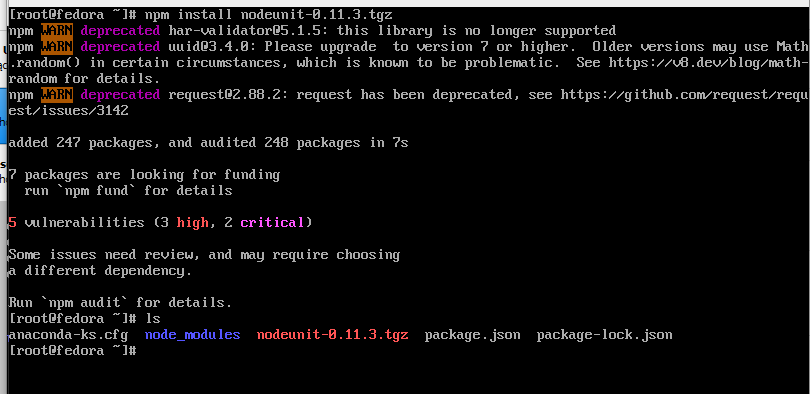 [root@fedora ~]# npm install nodeunit-0.11.3.tgz
npm WARN deprecated har-validator@5.1.5: this library is no longer supported
npm WARN deprecated uuid@3.4.0: Please upgrade  to version 7 or higher.  Older versions may use Math
.random() in certain circumstances, which is known to be problematic.  See https://v8.dev/blog/math-
random for details.
npm WARN deprecated request@2.88.2: request has been deprecated, see https://github.com/request/requ
est/issues/3142
added 247 packages, and audited 248 packages in 7s
7 packages are looking for funding
  run `npm fund` for details
5 vulnerabilities (3 high, 2 critical)
Some issues need review, and may require choosing
a different dependency.
Run `npm audit` for details.
[root@fedora ~]# ls
anaconda-ks.cfg  node_modules  nodeunit-0.11.3.tgz  package.json  package-lock.json
[root@fedora ~]#